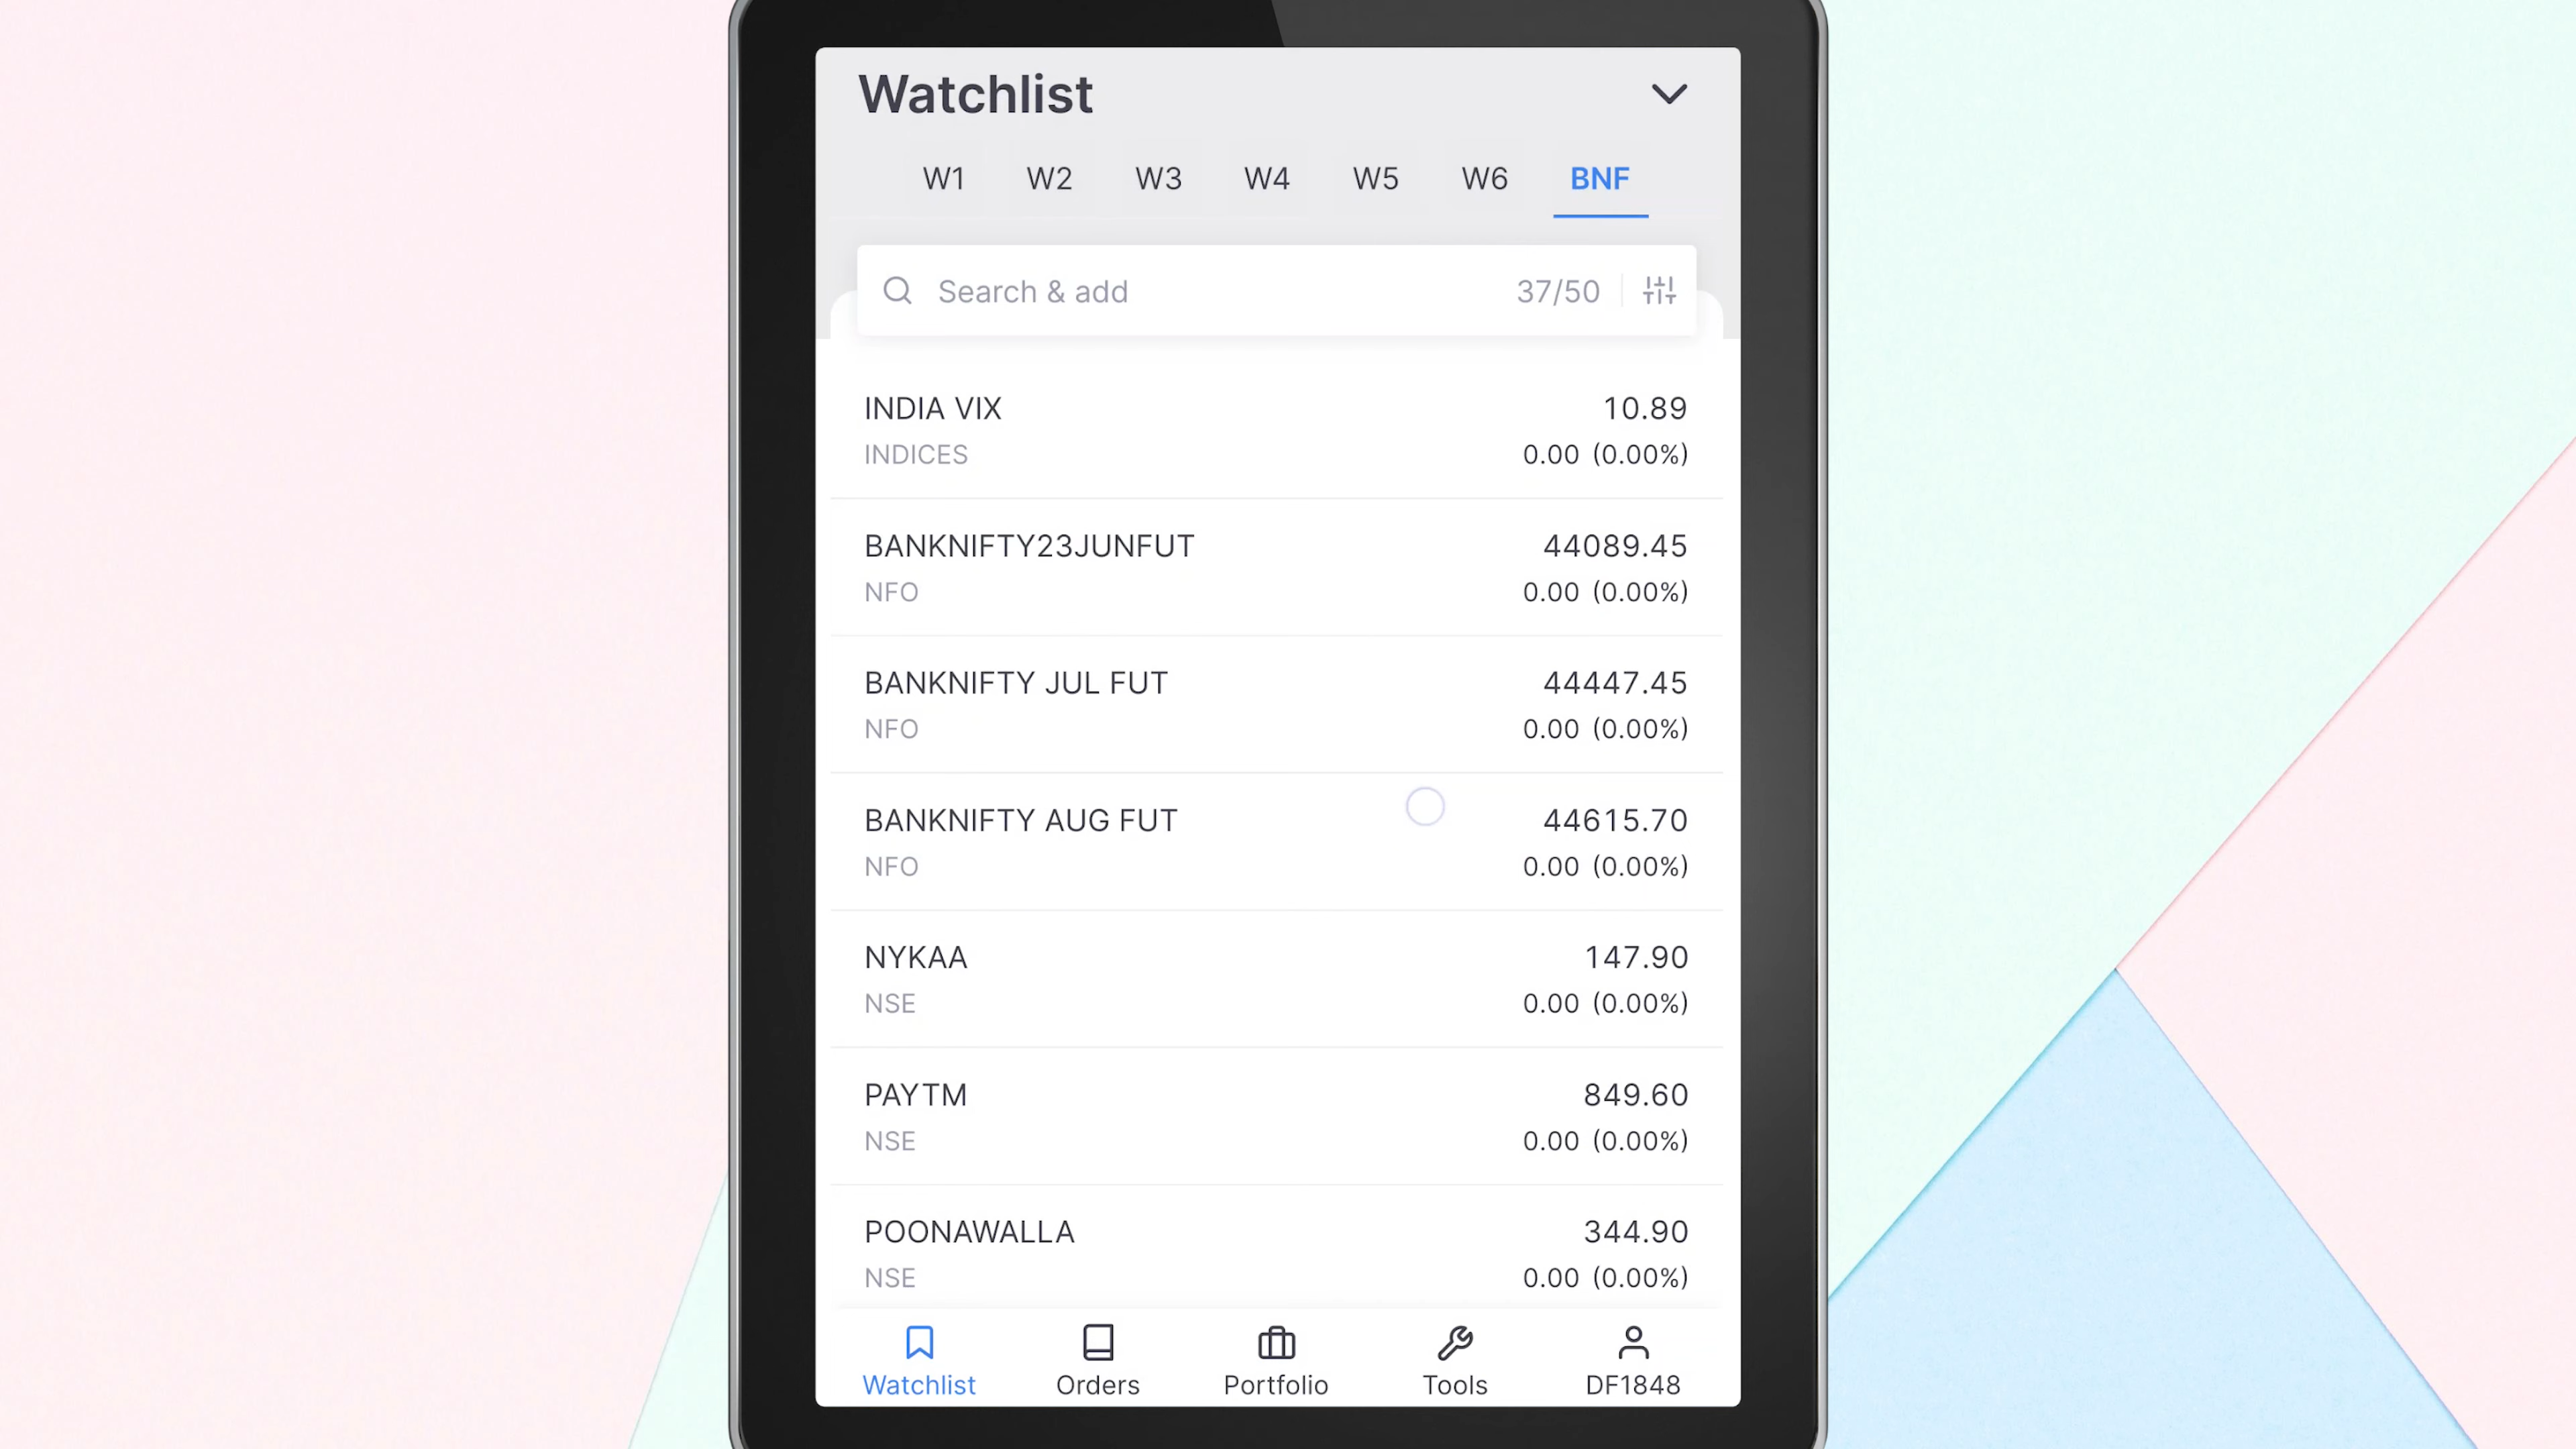 Watchlist
W1 W2 W3 W4 W5 W6 BNF
Search & add 37/50
INDIA VIX 10.89
INDICES 0.00 (0.00%)
BANKNIFTY23JUNFUT 44089.45
NFO 0.00 (0.00%)
BANKNIFTY JUL FUT 44447.45
NFO 0.00 (0.00%)
BANKNIFTY AUG FUT 44615.70
NFO 0.00 (0.00%)
NYKAA 147.90
NSE 0.00 (0.00%)
PAYTM 849.60
NSE 0.00 (0.00%)
POONAWALLA 344.90
NSE 0.00 (0.00%)
Watchlist Orders Portfolio Tools DF1848